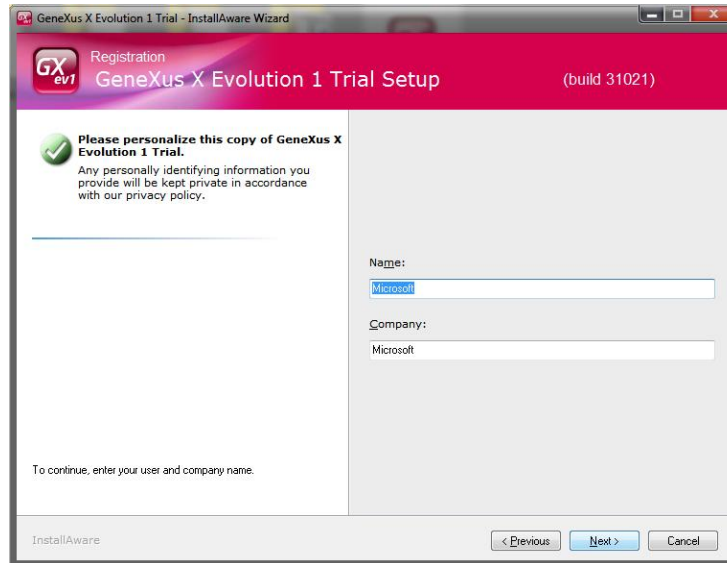 GeneXus X Evolution 1 Trial - InstallAware Wizard
GX
ev1
Registration
GeneXus X Evolution 1 Trial Setup
(build 31021)
Please personalize this copy of GeneXus X
Evolution 1 Trial.
Any personally identifying information you
provide will be kept private in accordance
with our privacy policy.
Name:
Microsoft
Company:
Microsoft
To continue, enter your user and company name.
InstallAware
< Previous
Next >
Cancel